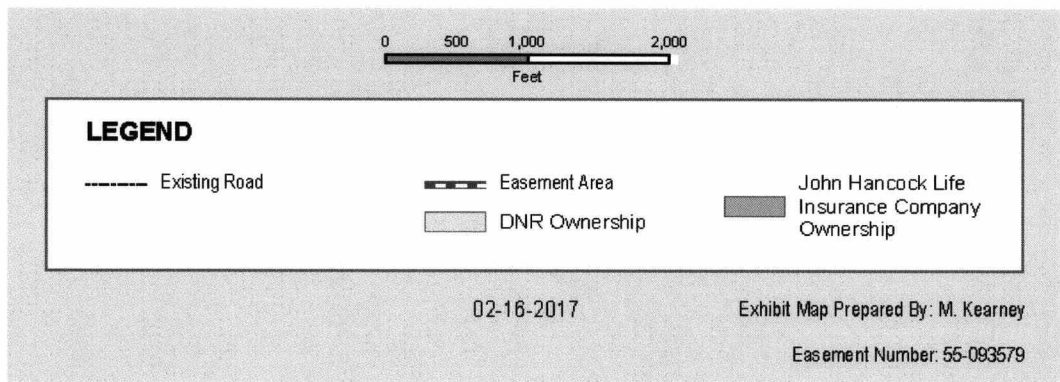 0 500 1,000 2,000
Feet
LEGEND
Existing Road
Easement Area
DNR Ownership
John Hancock Life
Insurance Company
Ownership
02-16-2017
Exhibit Map Prepared By: M. Kearney
Easement Number: 55-093579